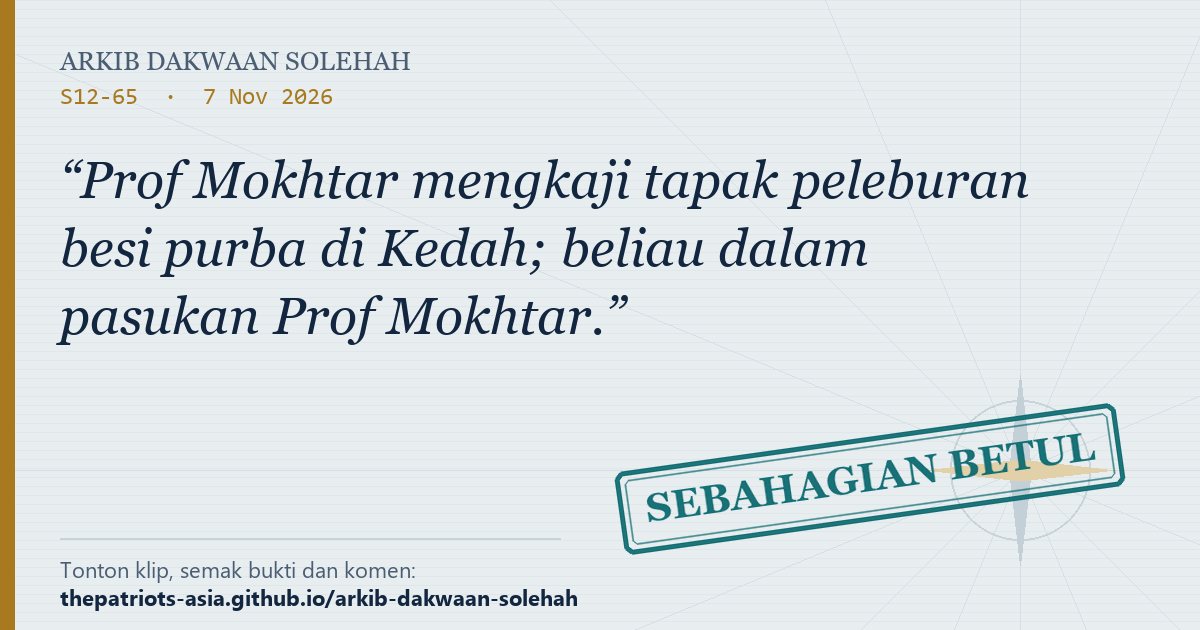 ARKIB DAKWAAN SOLEHAH
S12-65 · 7 Nov 2026
“Prof Mokhtar mengkaji tapak peleburan
besi purba di Kedah; beliau dalam
pasukan Prof Mokhtar.”
SEBAHAGIAN BETUL
Tonton klip, semak bukti dan komen:
thepatriots-asia.github.io/arkib-dakwaan-solehah